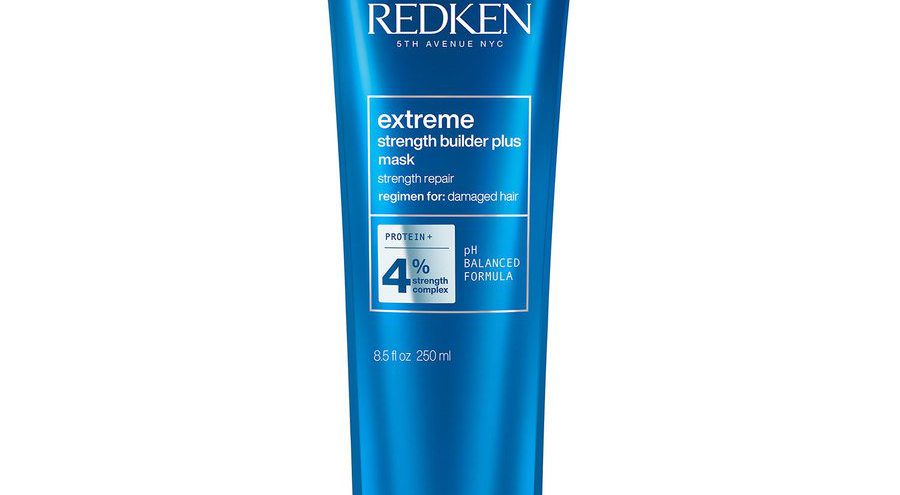 REDKEN
5TH AVENUE NYC
extreme
strength builder plus
mask
strength repair
regimen for: damaged hair
PROTEIN +
4%
strength
complex
pH
BALANCED
FORMULA
8.5 fl oz 250 ml